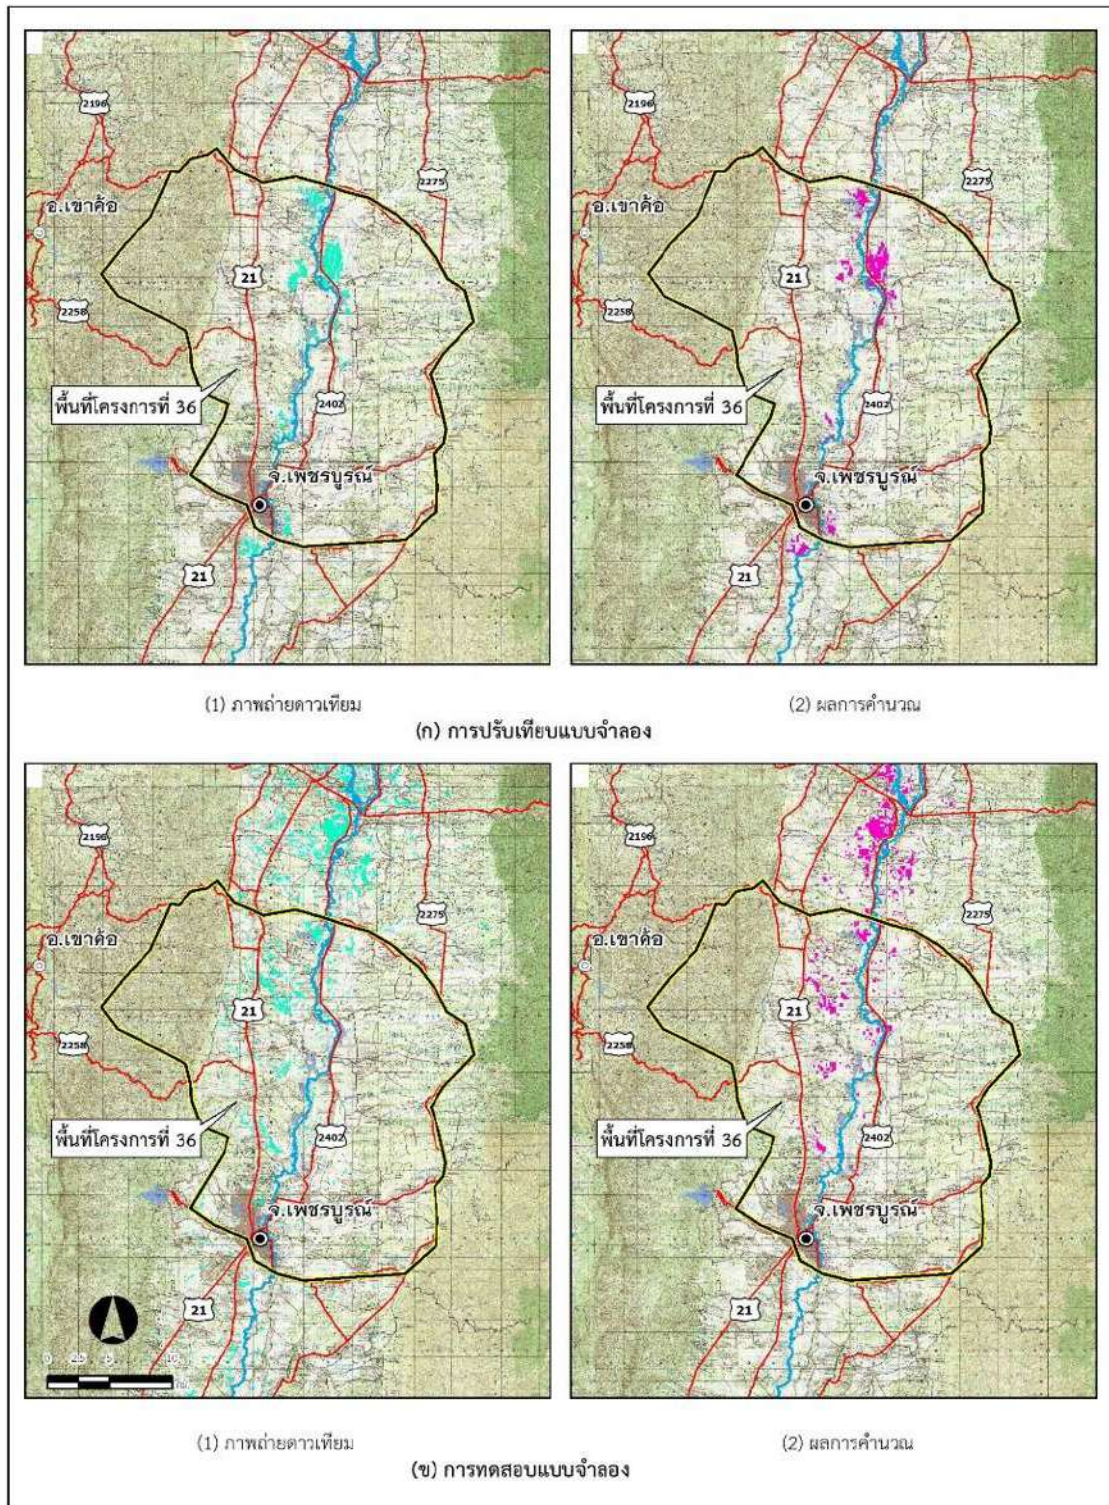 2196
2275
อ.เขาค้อ
21
2258
พื้นที่โครงการที่ 36
2402
จ.เพชรบูรณ์
21
2196
2275
อ.เขาค้อ
21
2258
พื้นที่โครงการที่ 36
2402
จ.เพชรบูรณ์
21
(1) ภาพถ่ายดาวเทียม
(2) ผลการคำนวณ
(ก) การปรับเทียบแบบจำลอง
2196
2275
อ.เขาค้อ
21
2258
พื้นที่โครงการที่ 36
2402
จ.เพชรบูรณ์
21
0 2.5 5 10
2196
2275
อ.เขาค้อ
21
2258
พื้นที่โครงการที่ 36
2402
จ.เพชรบูรณ์
21
(1) ภาพถ่ายดาวเทียม
(2) ผลการคำนวณ
(ข) การทดสอบแบบจำลอง